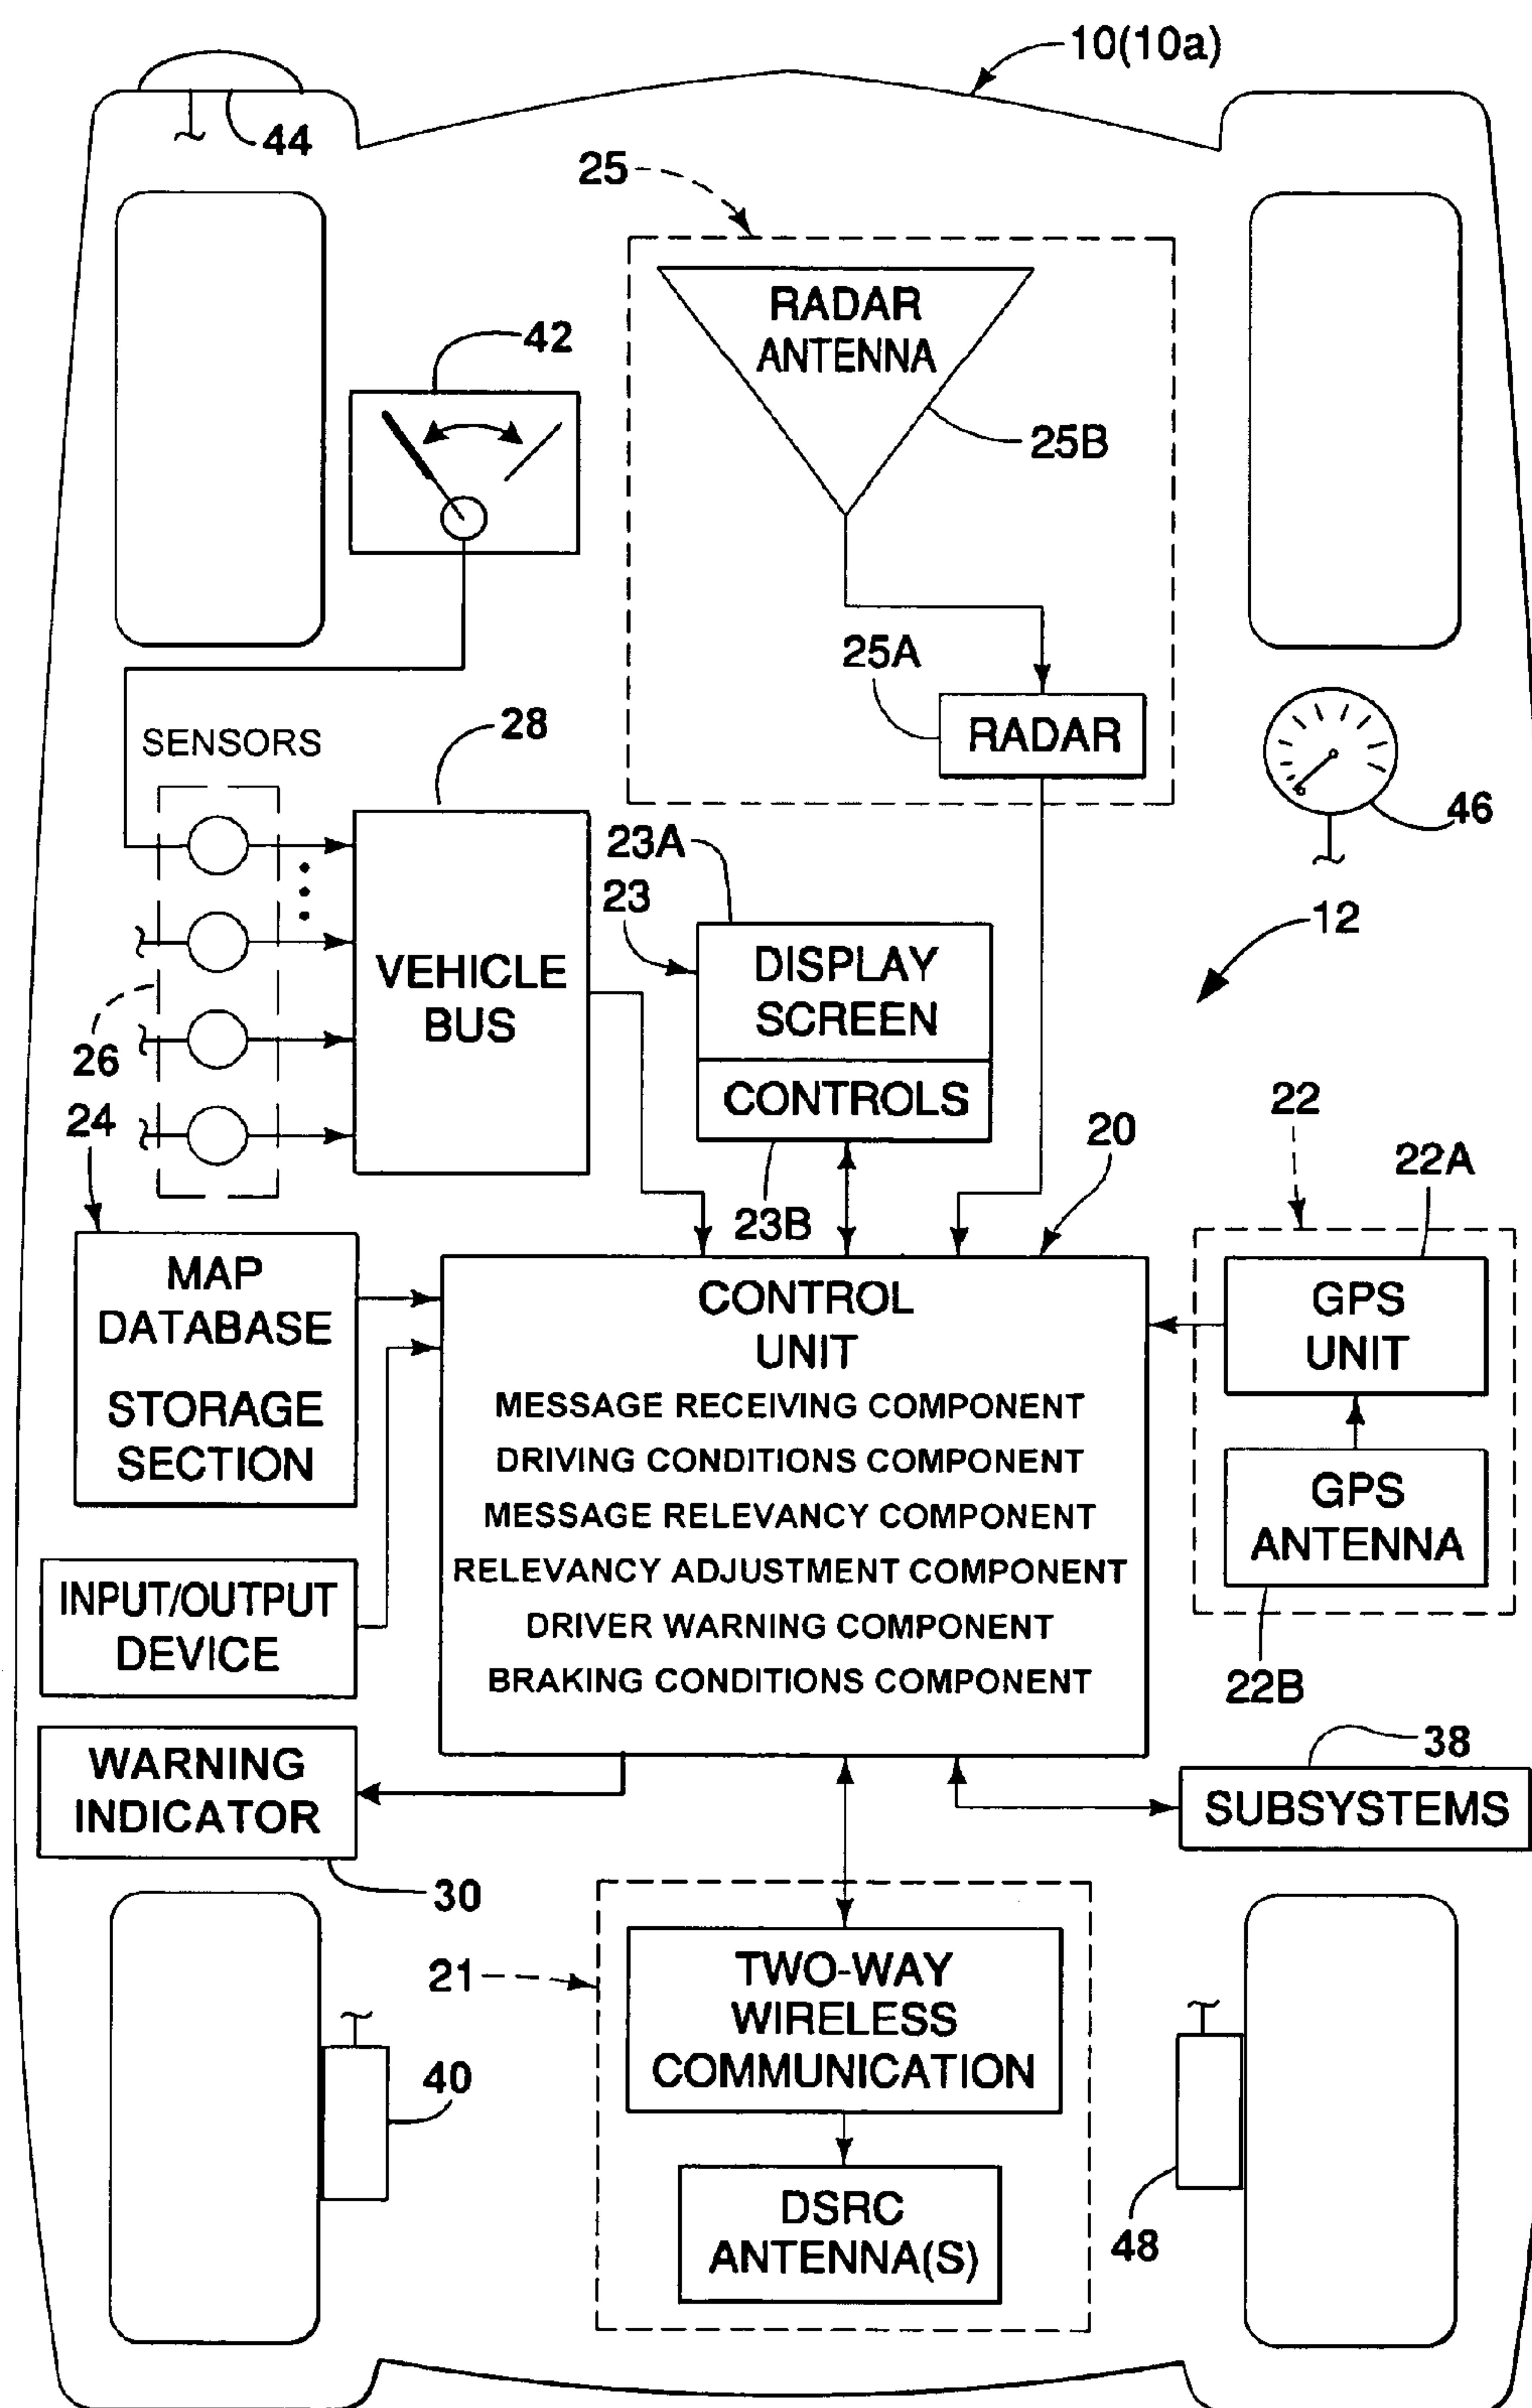 10(10a)
44
25
RADAR
ANTENNA
42
25B
25A
RADAR
SENSORS
28
46
23A
23
12
DISPLAY
SCREEN
VEHICLE
BUS
26
CONTROLS
24
20
22
22A
23B
MAP
DATABASE
STORAGE
SECTION
CONTROL
UNIT
MESSAGE RECEIVING COMPONENT
DRIVING CONDITIONS COMPONENT
MESSAGE RELEVANCY COMPONENT
RELEVANCY ADJUSTMENT COMPONENT
DRIVER WARNING COMPONENT
BRAKING CONDITIONS COMPONENT
GPS
UNIT
GPS
ANTENNA
INPUT/OUTPUT
DEVICE
22B
WARNING
INDICATOR
38
SUBSYSTEMS
30
21
TWO-WAY
WIRELESS
COMMUNICATION
40
DSRC
ANTENNA(S)
48